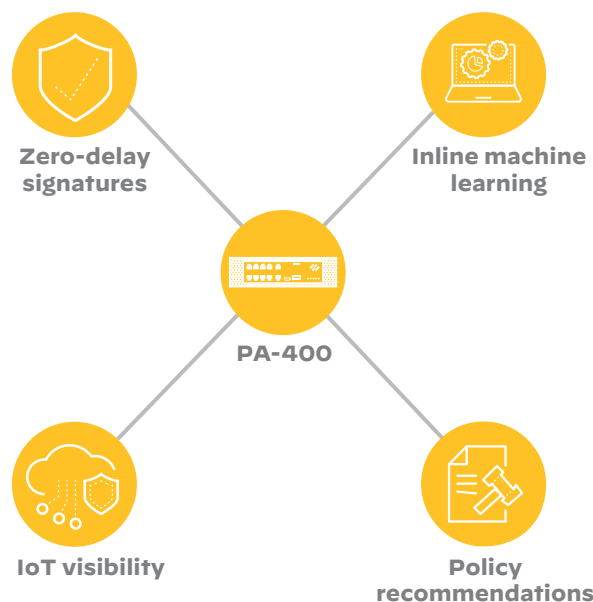 Zero-delay
signatures
Inline machine
learning
PA-400
IoT visibility
Policy
recommendations